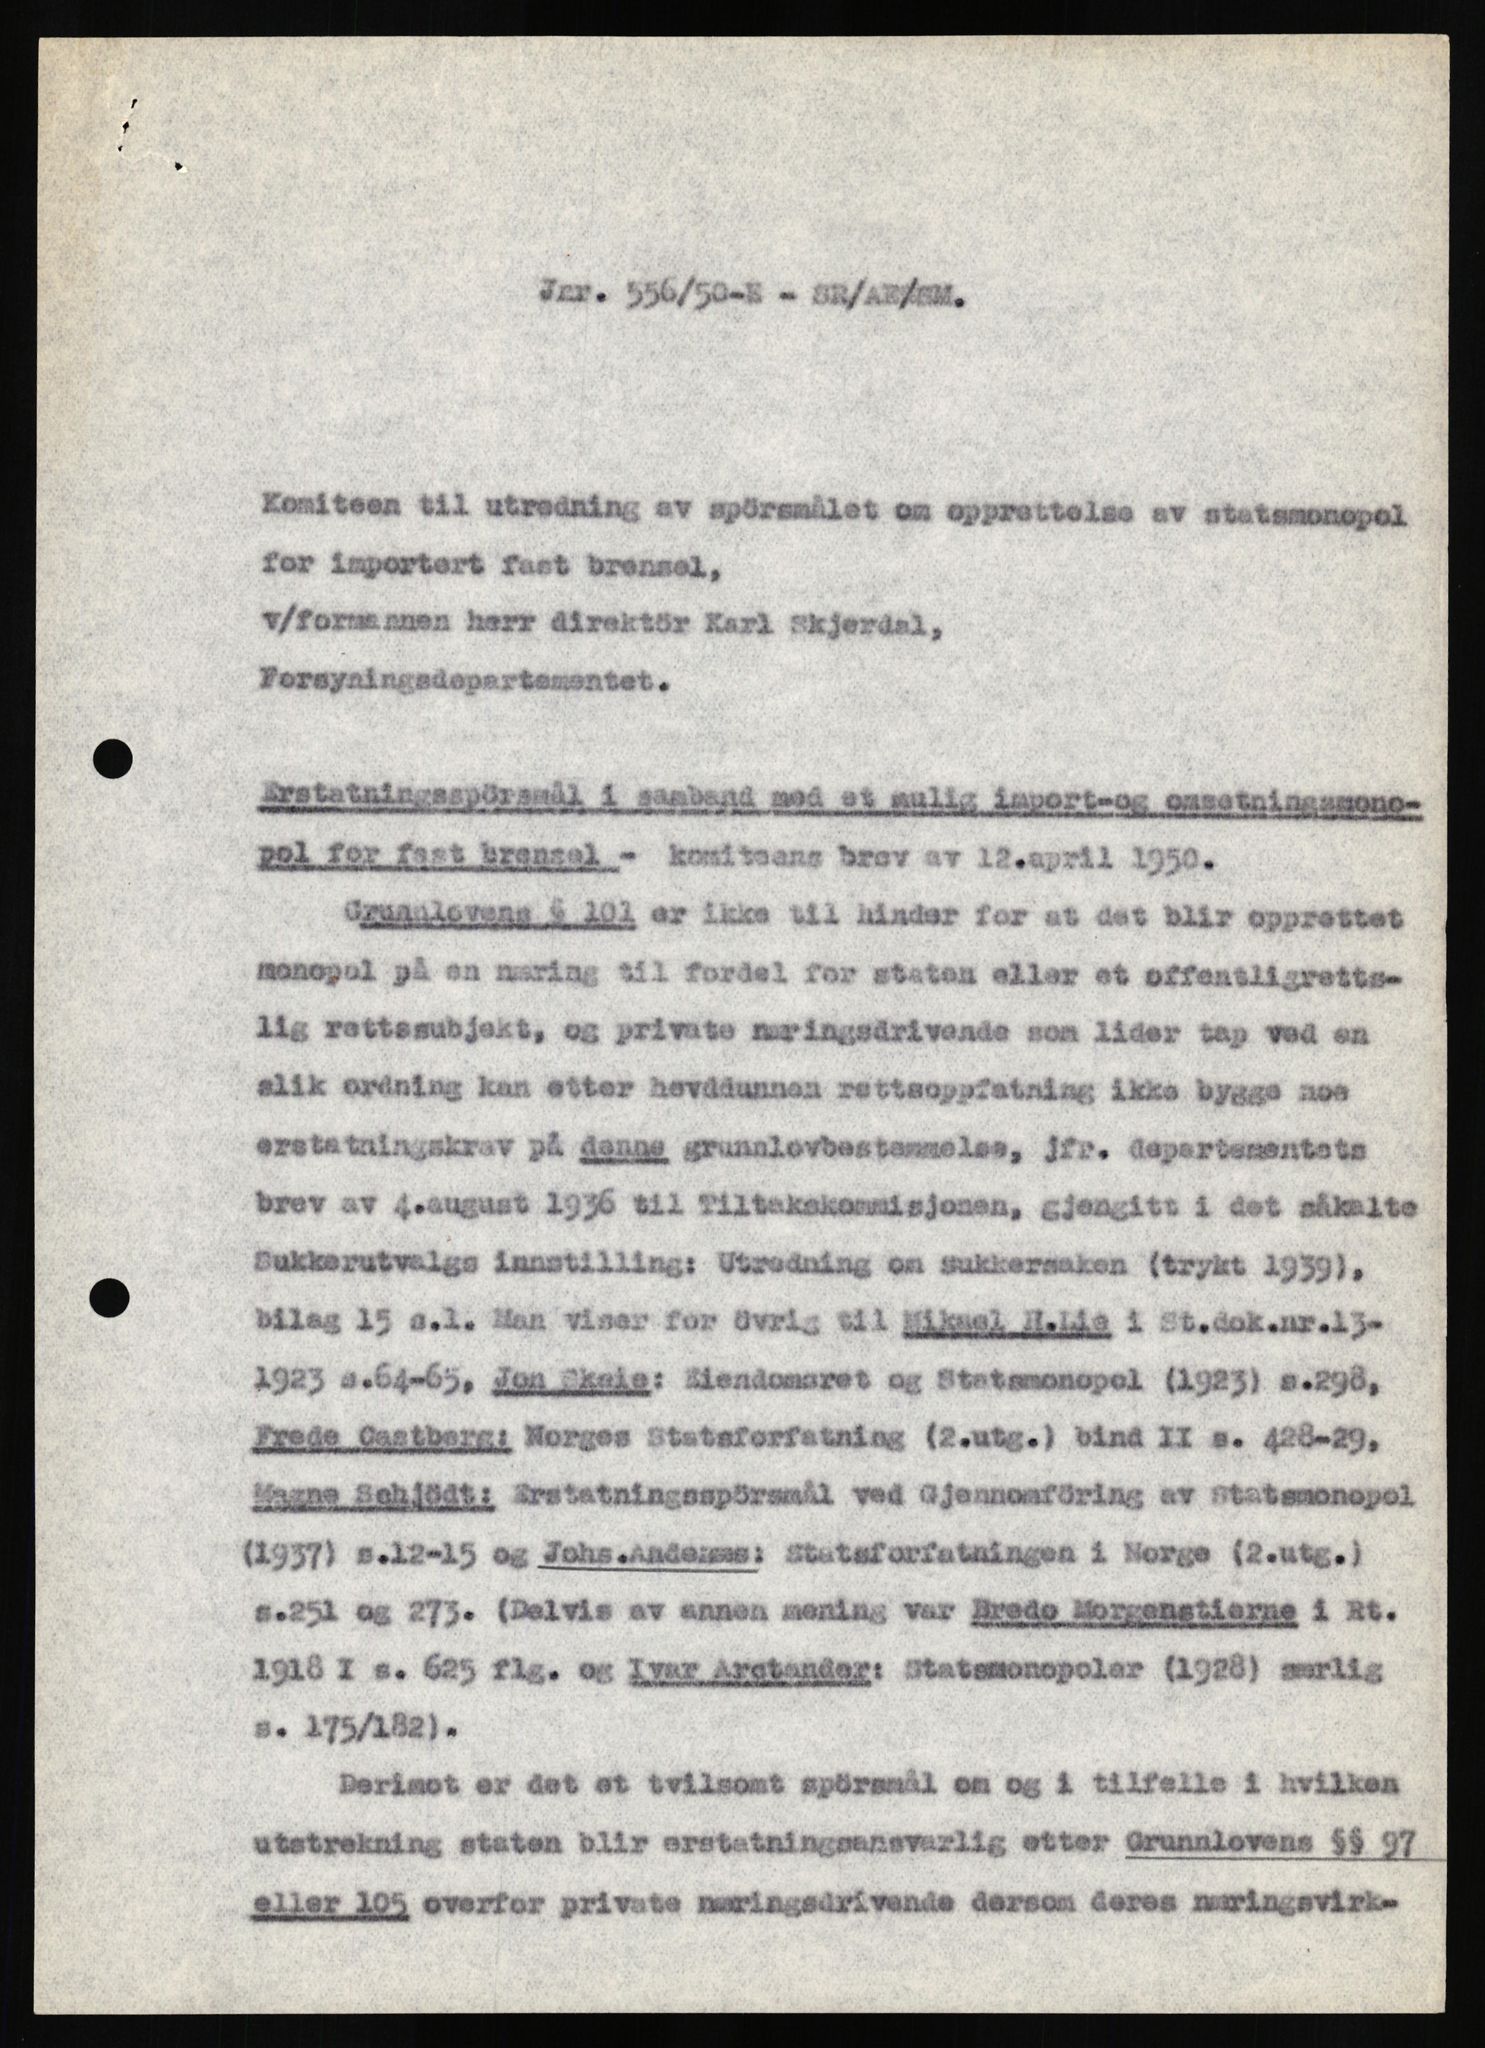 Jnr. 556/50-E - SR/AE/SM.
Komiteen til utredning av spörsmålet om opprettelse av statsmonopol
for importert fast brensel,
v/formannen herr direktör Karl Skjerdal,
Forsyningsdepartementet.
Erstatningsspörsmål i samband med et mulig import-og omsetningsmono-
pol for fast brensel - komiteens brev av 12.april 1950.
Grunnlovens § 101 er ikke til hinder for at det blir opprettet
monopol på en næring til fordel for staten eller et offentligretts-
lig rettssubjekt, og private næringsdrivende som lider tap ved en
slik ordning kan etter hevddunnen rettsoppfatning ikke bygge noe
erstatningskrav på denne grunnlovbestemmelse, jfr. departementets
brev av 4.august 1936 til Tiltakskommisjonen, gjengitt i det såkalte
Sukkerutvalgs innstilling: Utredning om sukkersaken (trykt 1939),
bilag 15 s.1. Man viser for övrig til Mikael H.Lie i St.dok.nr.13-
1923 s.64-65, Jon Skeie: Eiendomsret og Statsmonopol (1923) s.298,
Frede Castberg: Norges Statsforfatning (2.utg.) bind II s. 428-29,
Magne Schjödt: Erstatningsspörsmål ved Gjennomföring av Statsmonopol
(1937) s.12-15 og Johs.Andenæs: Statsforfatningen i Norge (2.utg.)
s.251 og 273. (Delvis av annen mening var Bredo Morgenstierne i Rt.
1918 I s. 625 flg. og Ivar Arctander: Statsmonopoler (1928) særlig
s. 175/182).
Derimot er det et tvilsomt spörsmål om og i tilfelle i hvilken
utstrekning staten blir erstatningsansvarlig etter Grunnlovens §§ 97
eller 105 overfor private næringsdrivende dersom deres næringsvirk-